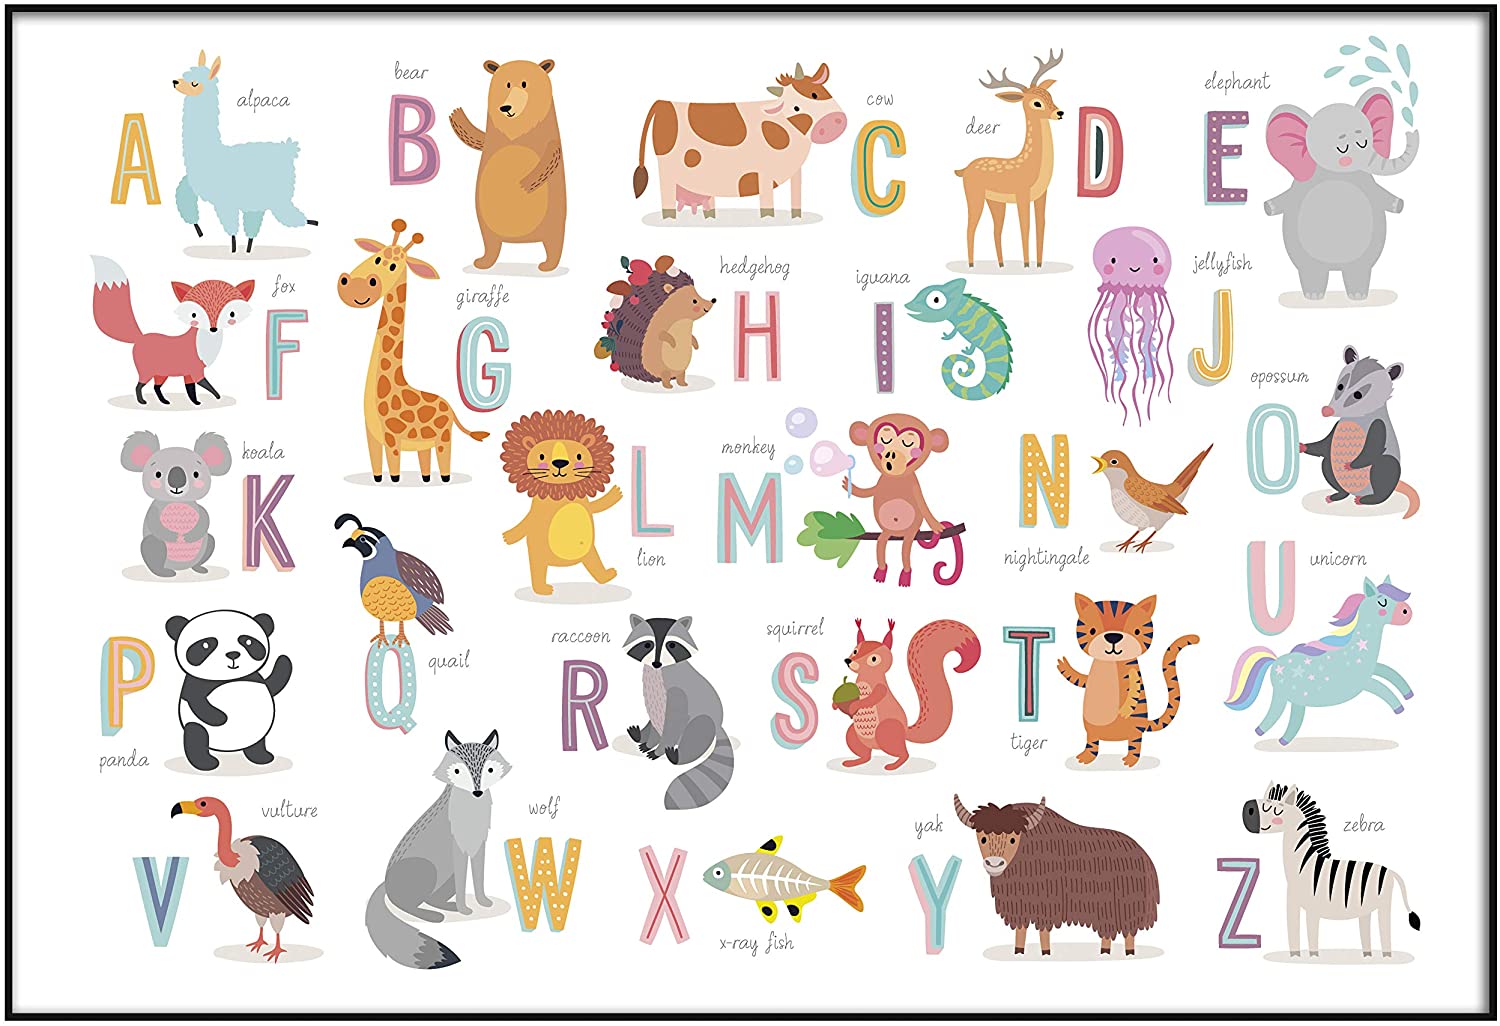 A
alpaca
bear
B
cow
C
deer
D
elephant
E
fox
F
giraffe
G
hedgehog
H
iguana
I
jellyfish
J
koala
K
L
lion
monkey
M
N
nightingale
opossum
O
P
panda
Q
quail
raccoon
R
squirrel
S
T
tiger
U
unicorn
V
vulture
wolf
W
X
x-ray fish
yak
Y
zebra
Z